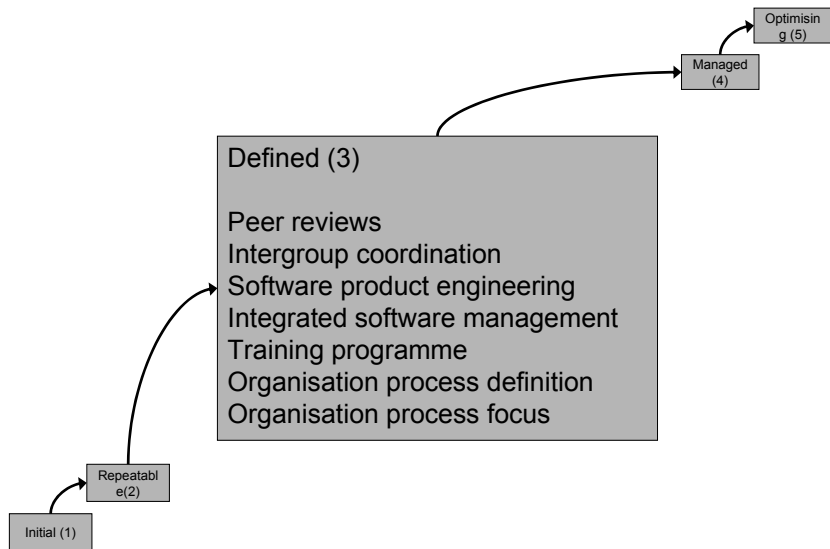 Optimisin
g (5)
Managed
(4)
Defined (3)
Peer reviews
Intergroup coordination
Software product engineering
Integrated software management
Training programme
Organisation process definition
Organisation process focus
Repeatabl
e(2)
Initial (1)